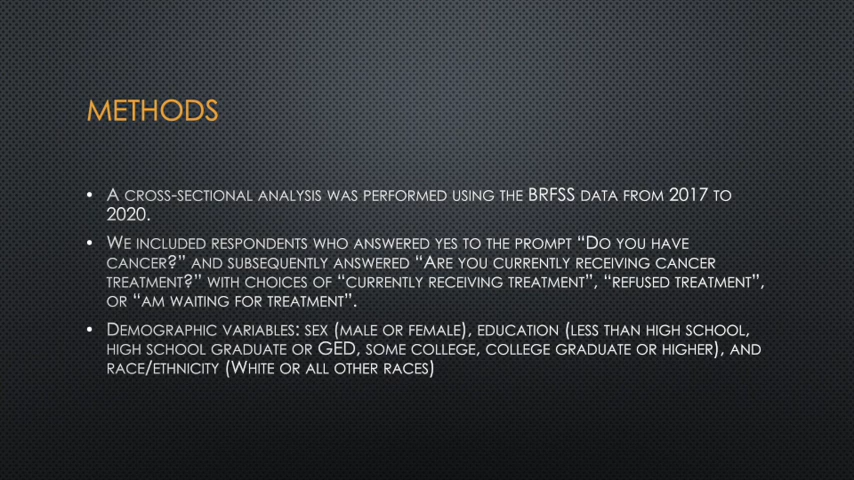 METHODS
• A CROSS-SECTIONAL ANALYSIS WAS PERFORMED USING THE BRFSS DATA FROM 2017 TO
2020.
• WE INCLUDED RESPONDENTS WHO ANSWERED YES TO THE PROMPT “DO YOU HAVE
CANCER?” AND SUBSEQUENTLY ANSWERED “ARE YOU CURRENTLY RECEIVING CANCER
TREATMENT?” WITH CHOICES OF “CURRENTLY RECEIVING TREATMENT”, “REFUSED TREATMENT”,
OR “AM WAITING FOR TREATMENT”.
• DEMOGRAPHIC VARIABLES: SEX (MALE OR FEMALE), EDUCATION (LESS THAN HIGH SCHOOL,
HIGH SCHOOL GRADUATE OR GED, SOME COLLEGE, COLLEGE GRADUATE OR HIGHER), AND
RACE/ETHNICITY (WHITE OR ALL OTHER RACES)